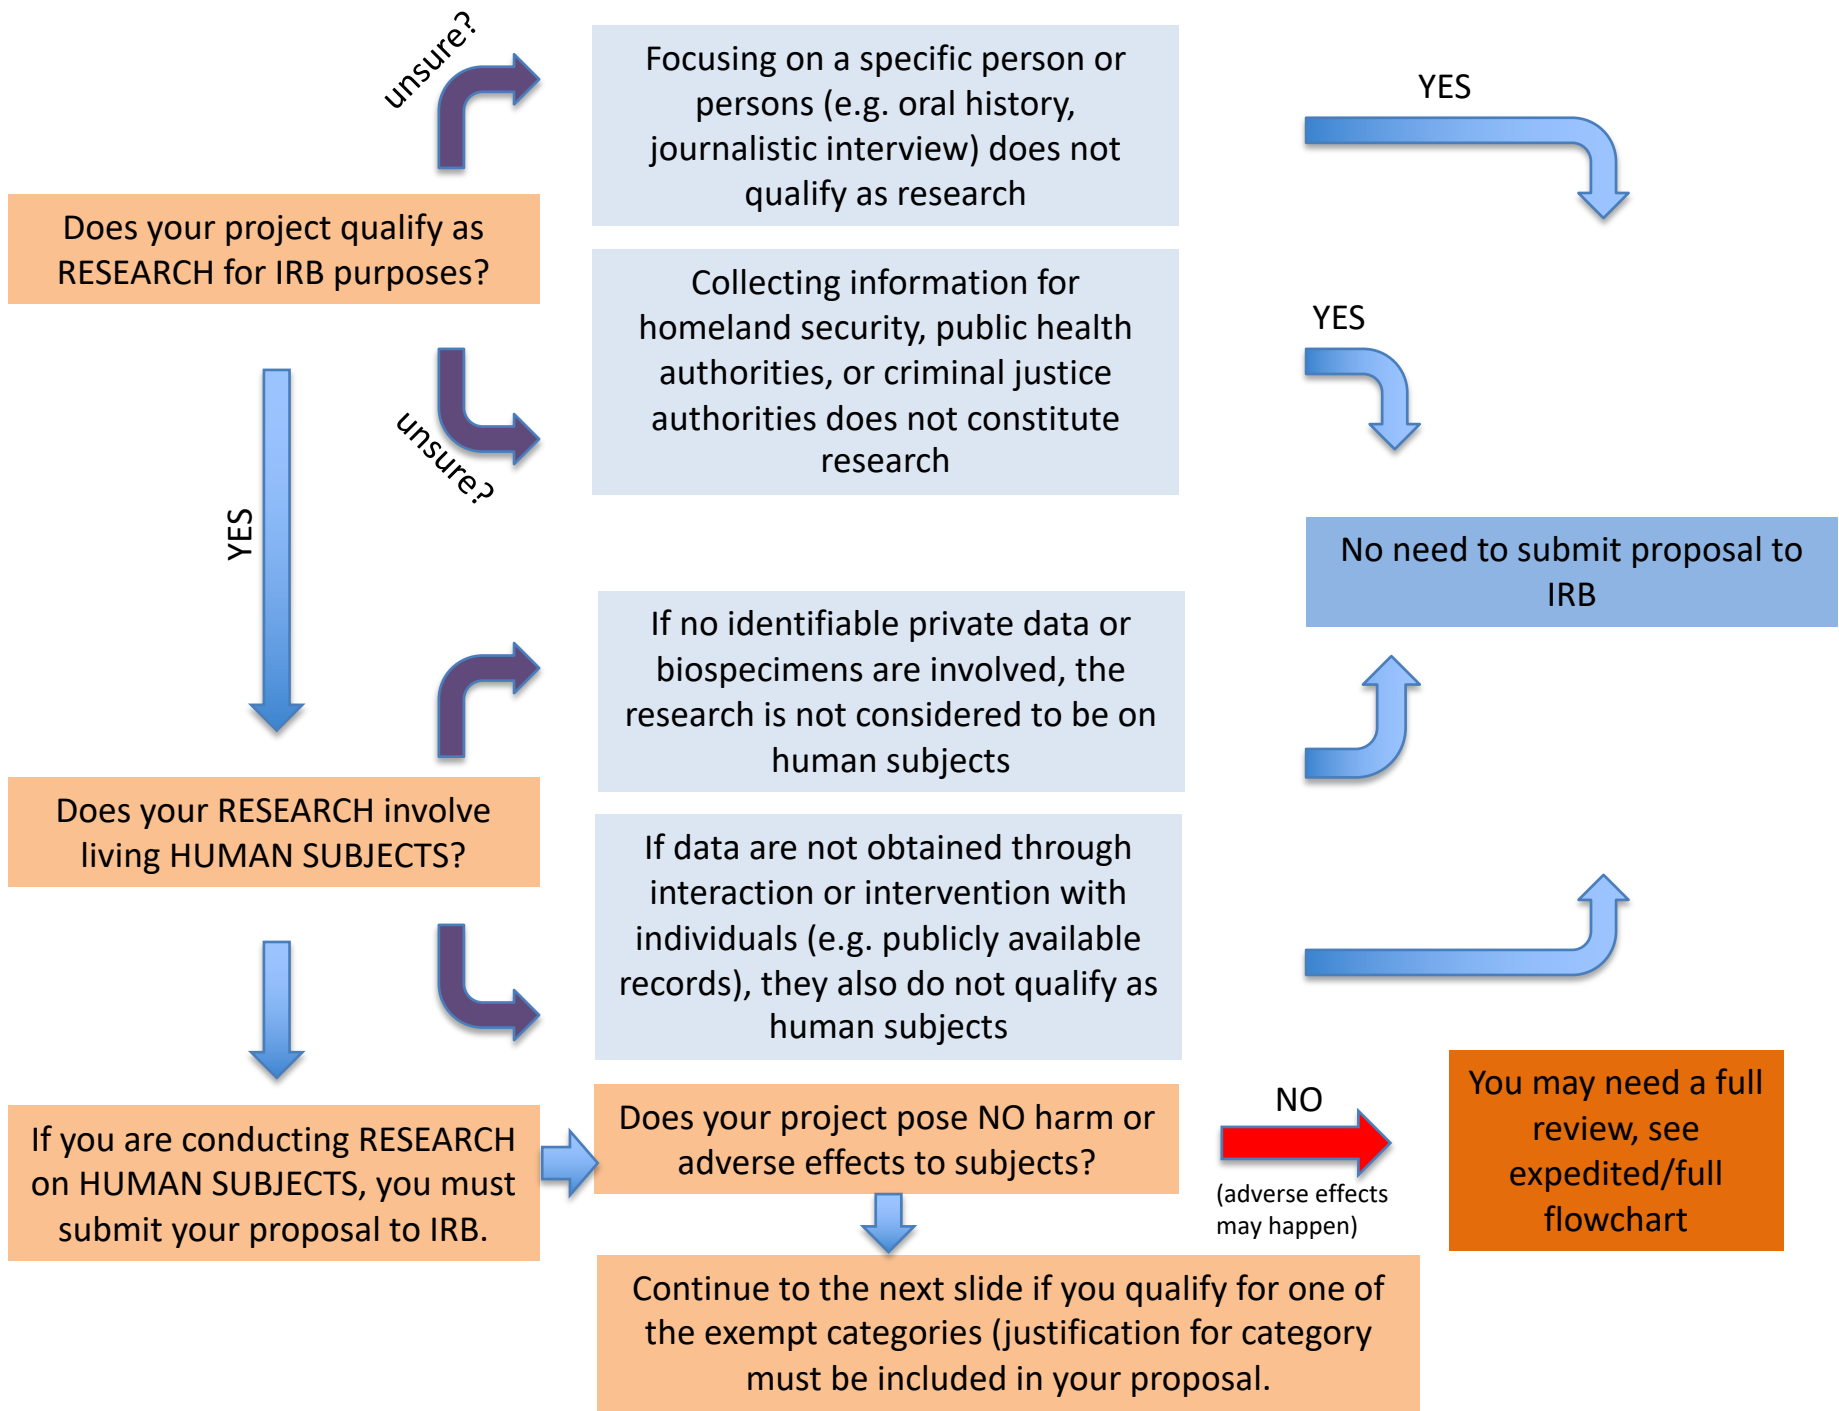 unsure?
Focusing on a specific person or
persons (e.g. oral history,
journalistic interview) does not
qualify as research
YES
Does your project qualify as
RESEARCH for IRB purposes?
Collecting information for
homeland security, public health
authorities, or criminal justice
authorities does not constitute
research
YES
unsure?
YES
No need to submit proposal to
IRB
If no identifiable private data or
biospecimens are involved, the
research is not considered to be on
human subjects
Does your RESEARCH involve
living HUMAN SUBJECTS?
If data are not obtained through
interaction or intervention with
individuals (e.g. publicly available
records), they also do not qualify as
human subjects
If you are conducting RESEARCH
on HUMAN SUBJECTS, you must
submit your proposal to IRB.
Does your project pose NO harm or
adverse effects to subjects?
NO
(adverse effects
may happen)
You may need a full
review, see
expedited/full
flowchart
Continue to the next slide if you qualify for one of
the exempt categories (justification for category
must be included in your proposal.